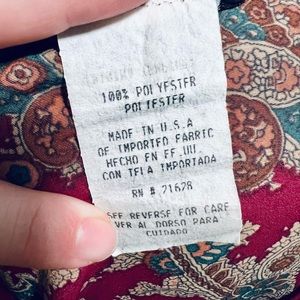 100% POLYESTER
POLIESTER
MADE IN U.S.A
OF IMPORTED FABRIC
HECHO EN EE.UU.
CON TELA IMPORTADA
RN # 21628
SEE REVERSE FOR CARE
VER AL DORSO PARA
CUIDADO